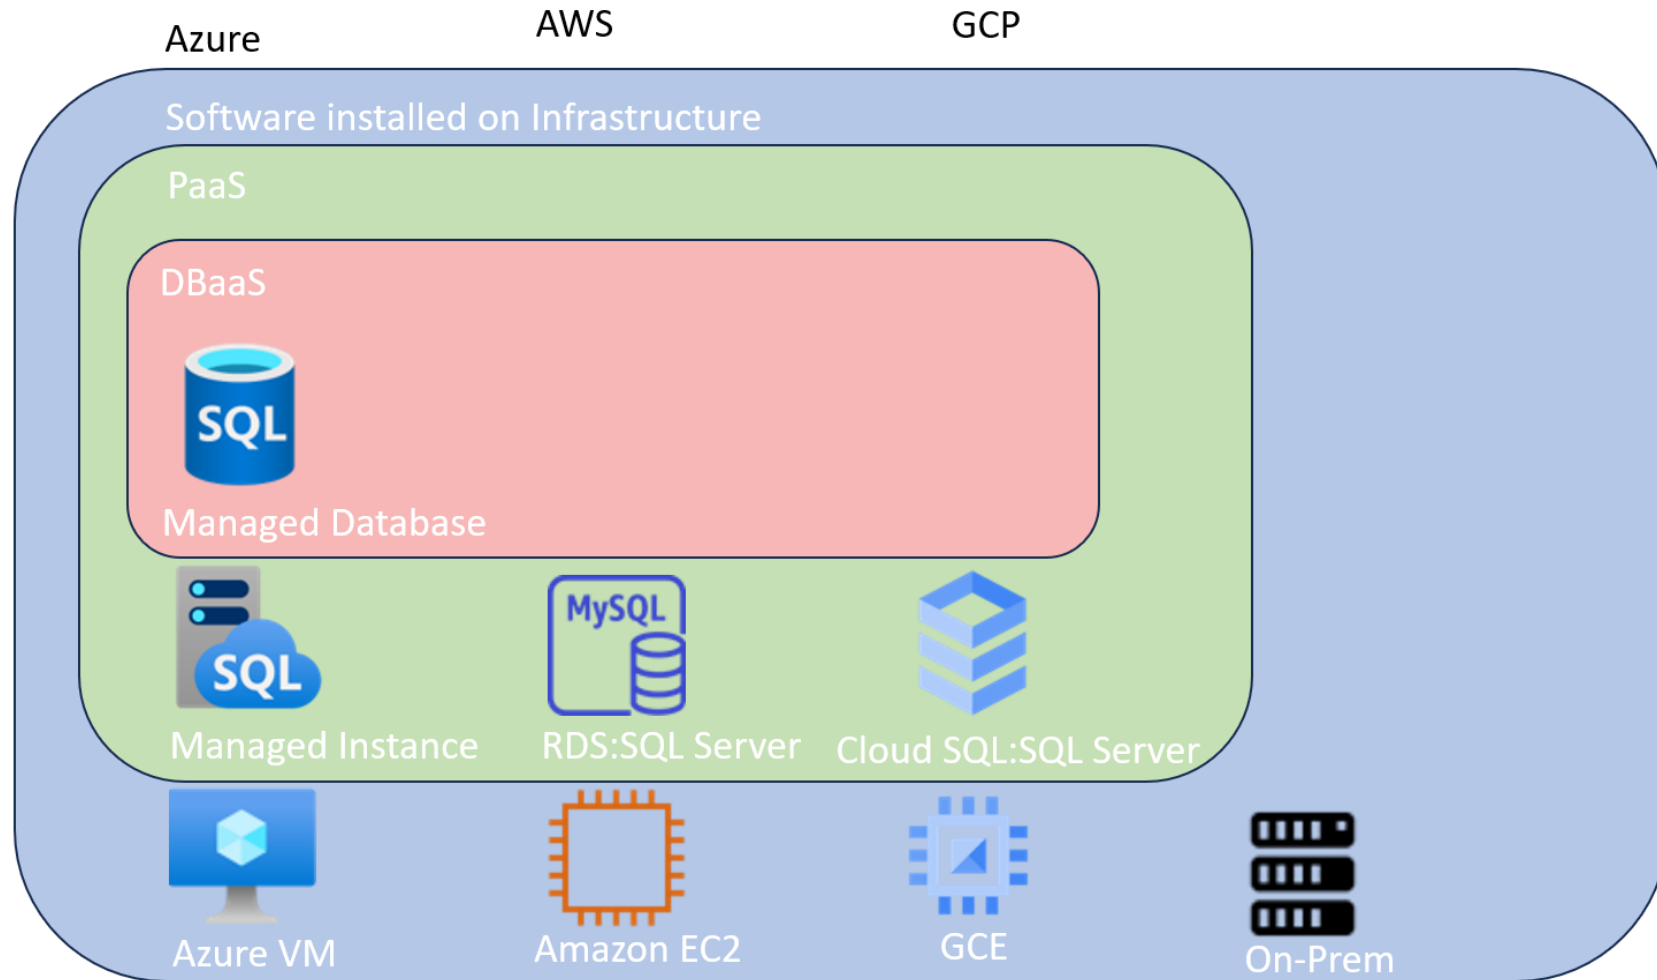 Azure
AWS
GCP
Software installed on Infrastructure
PaaS
DBaaS
SQL
Managed Database
SQL
MySQL
Managed Instance
RDS:SQL Server
Cloud SQL:SQL Server
Azure VM
Amazon EC2
GCE
On-Prem